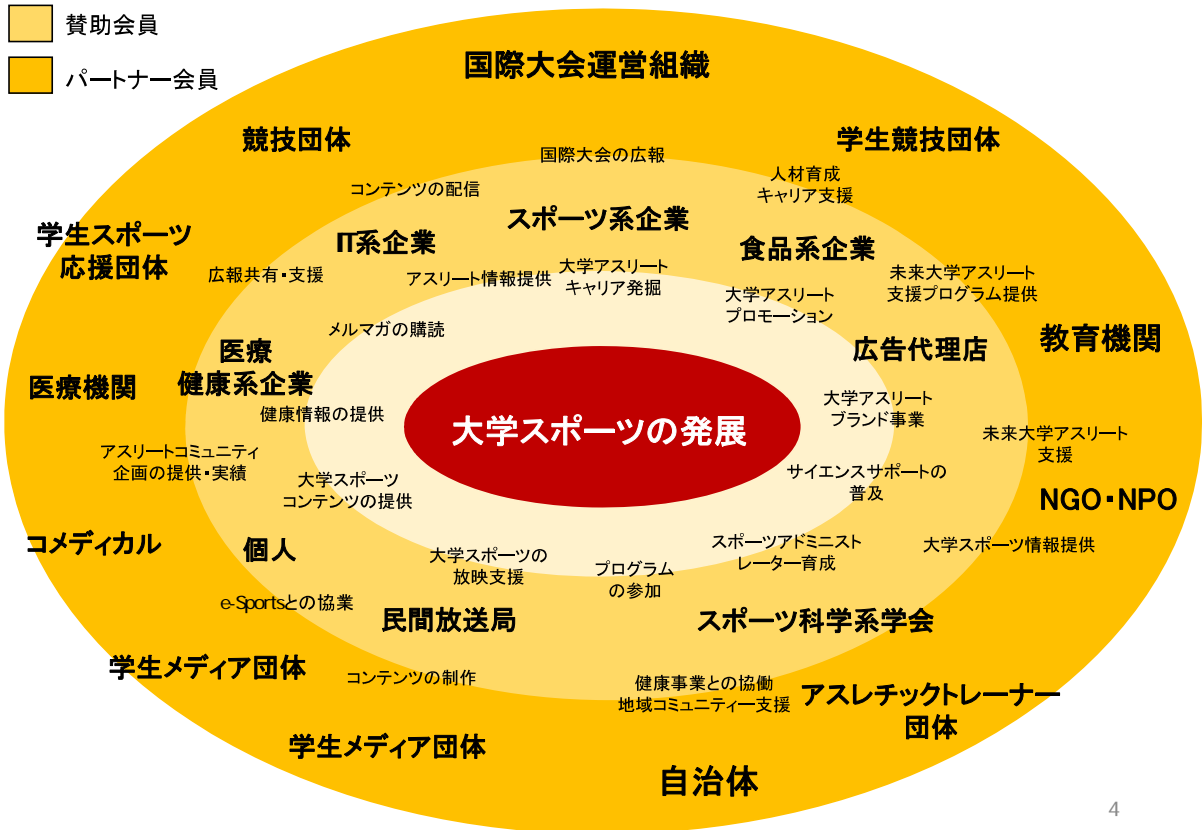 賛助会員
パートナー会員
国際大会運営組織
競技団体
学生競技団体
国際大会の広報
人材育成
キャリア支援
コンテンツの配信
スポーツ系企業
学生スポーツ
応援団体
IT系企業
食品系企業
広報共有・支援
アスリート情報提供
大学アスリート
キャリア発掘
大学アスリート
プロモーション
未来大学アスリート
支援プログラム提供
メルマガの購読
教育機関
医療
健康系企業
広告代理店
医療機関
健康情報の提供
大学スポーツの発展
大学アスリート
ブランド事業
アスリートコミュニティ
企画の提供・実績
未来大学アスリート
支援
大学スポーツ
コンテンツの提供
サイエンスサポートの
普及
NGO・NPO
コメディカル
個人
大学スポーツの
放映支援
プログラム
の参加
スポーツアドミニスト
レーター育成
大学スポーツ情報提供
e-Sportsとの協業
民間放送局
スポーツ科学系学会
学生メディア団体
コンテンツの制作
健康事業との協働
地域コミュニティー支援
アスレチックトレーナー
団体
学生メディア団体
自治体
4